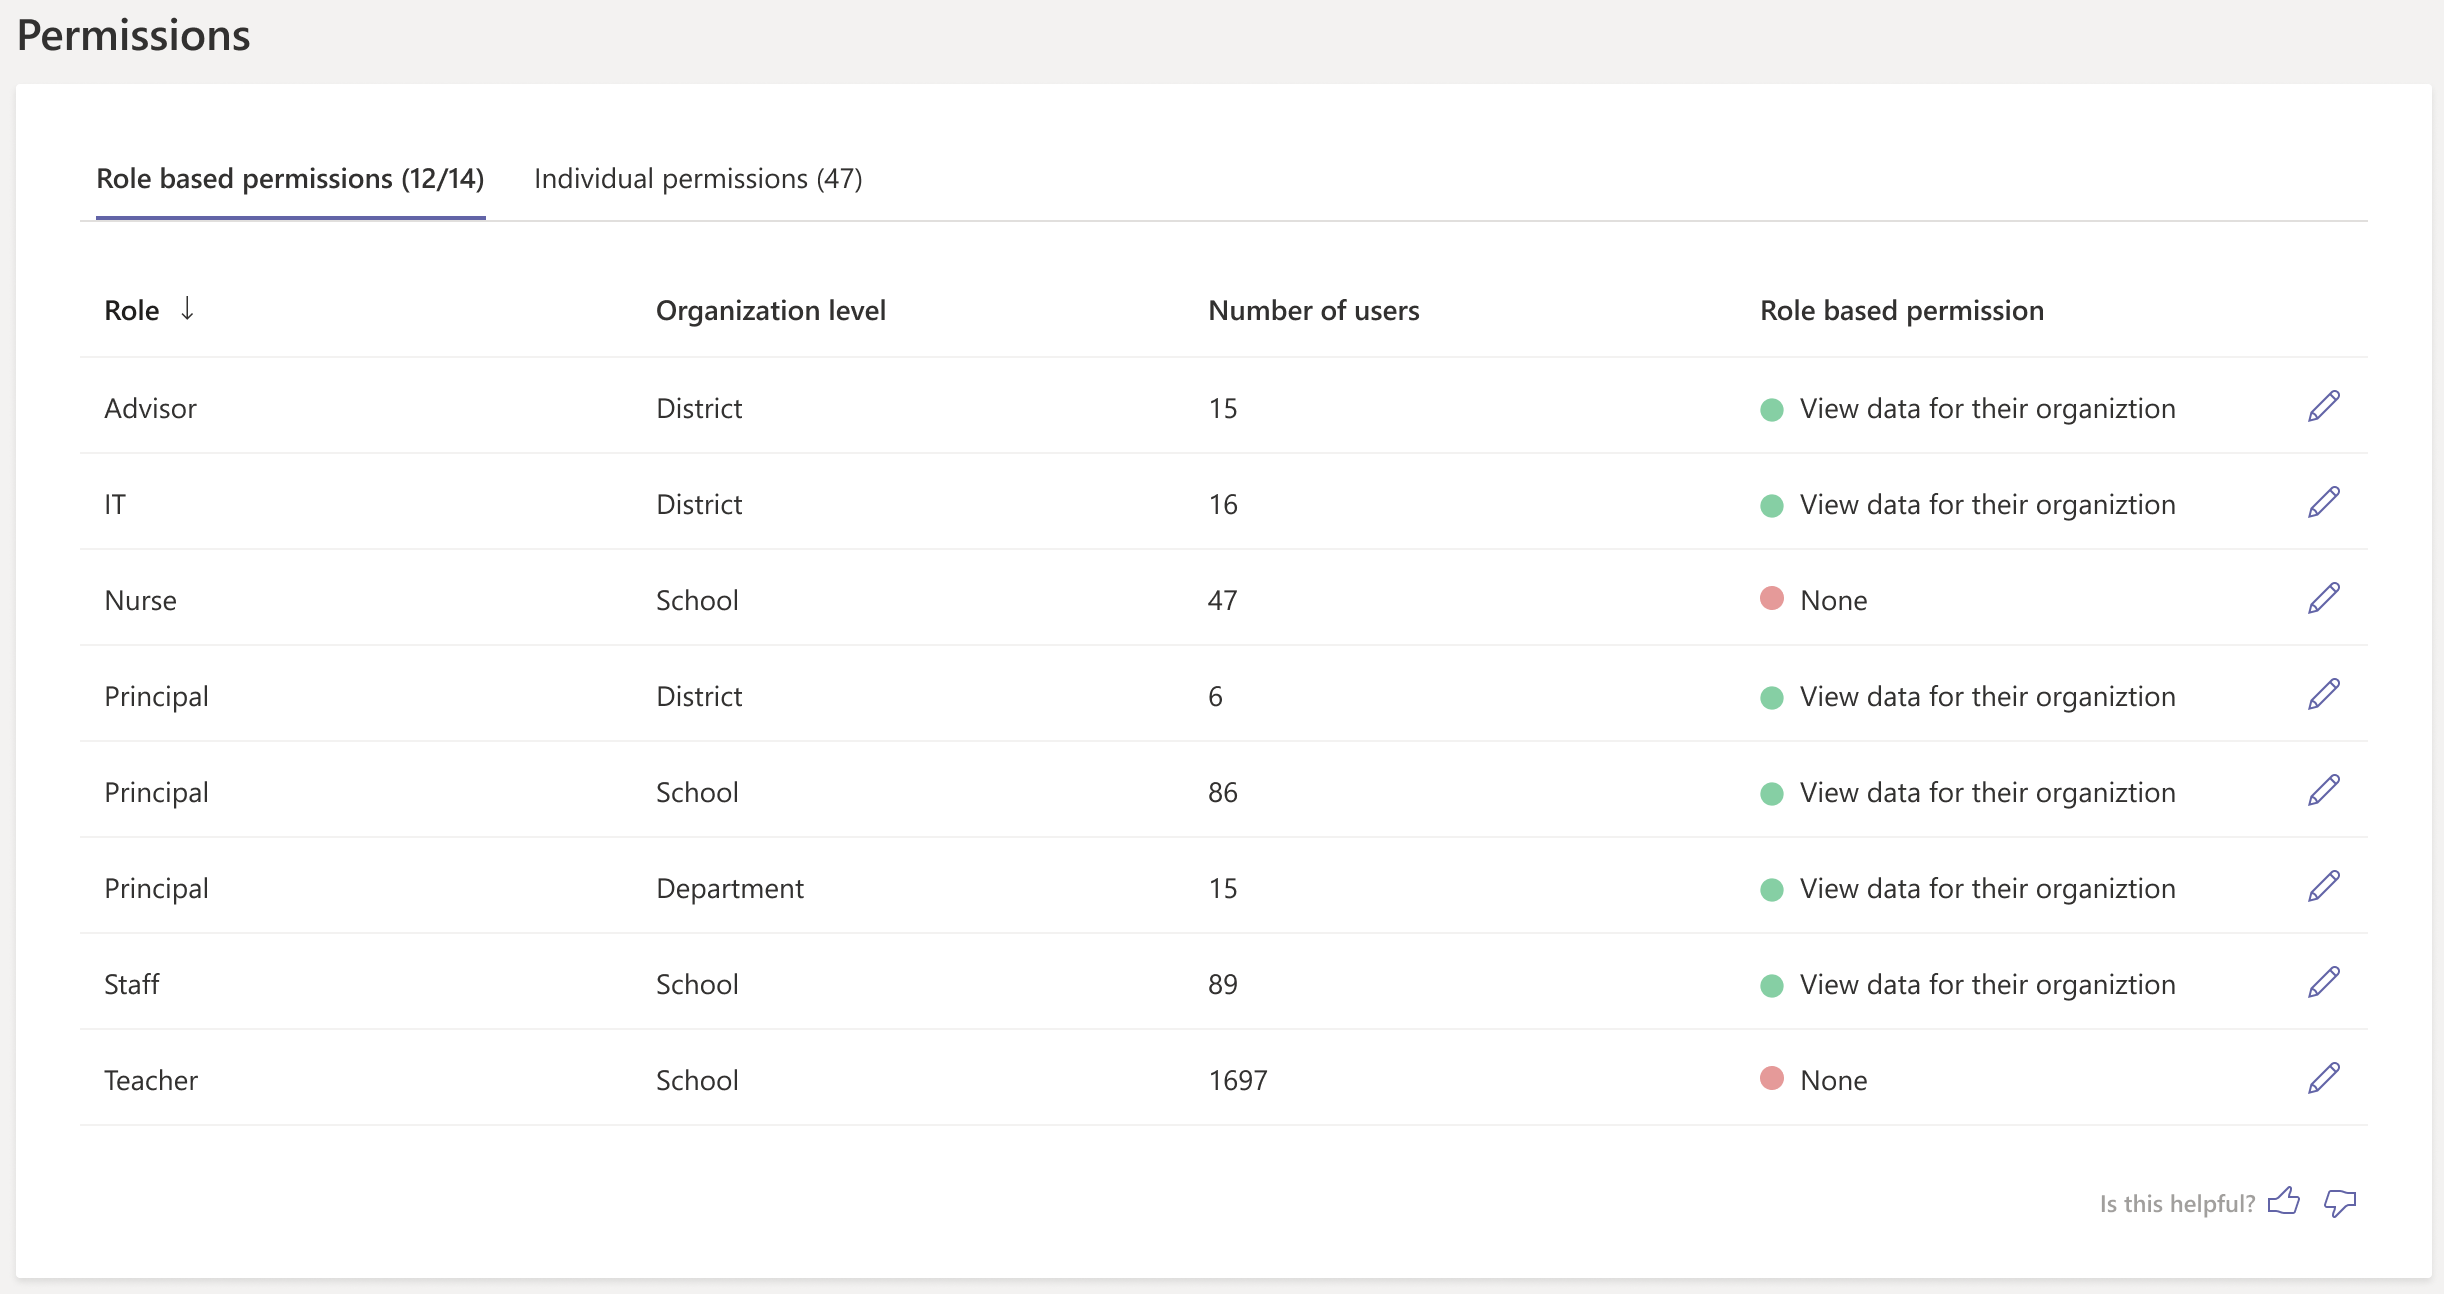 Permissions
Role based permissions (12/14) Individual permissions (47)
Role ↓ Organization level Number of users Role based permission
Advisor District 15 View data for their organiztion
IT District 16 View data for their organiztion
Nurse School 47 None
Principal District 6 View data for their organiztion
Principal School 86 View data for their organiztion
Principal Department 15 View data for their organiztion
Staff School 89 View data for their organiztion
Teacher School 1697 None
Is this helpful?